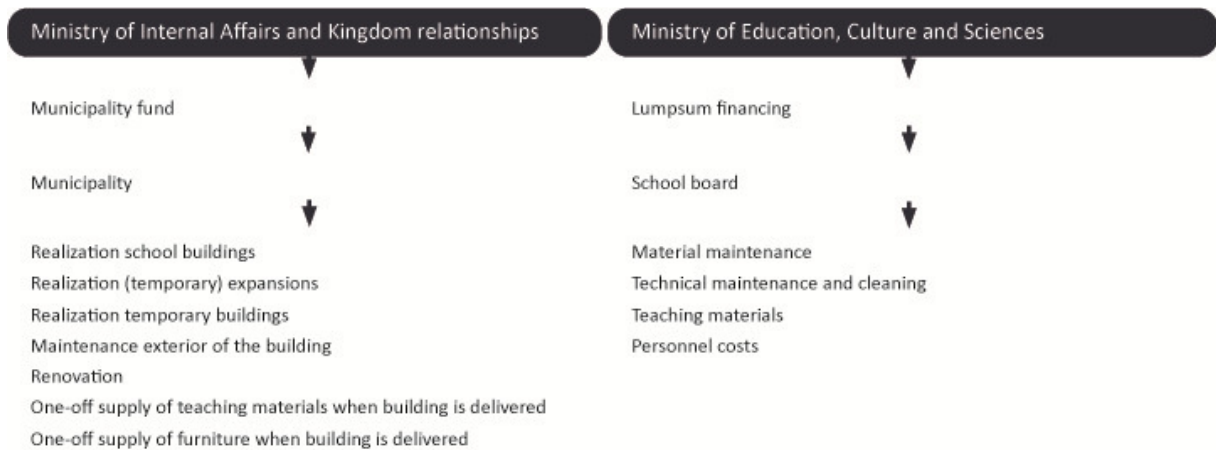 Ministry of Internal Affairs and Kingdom relationships
Municipality fund
Municipality
Realization school buildings
Realization (temporary) expansions
Realization temporary buildings
Maintenance exterior of the building
Renovation
One-off supply of teaching materials when building is delivered
One-off supply of furniture when building is delivered
Ministry of Education, Culture and Sciences
Lumpsum financing
School board
Material maintenance
Technical maintenance and cleaning
Teaching materials
Personnel costs